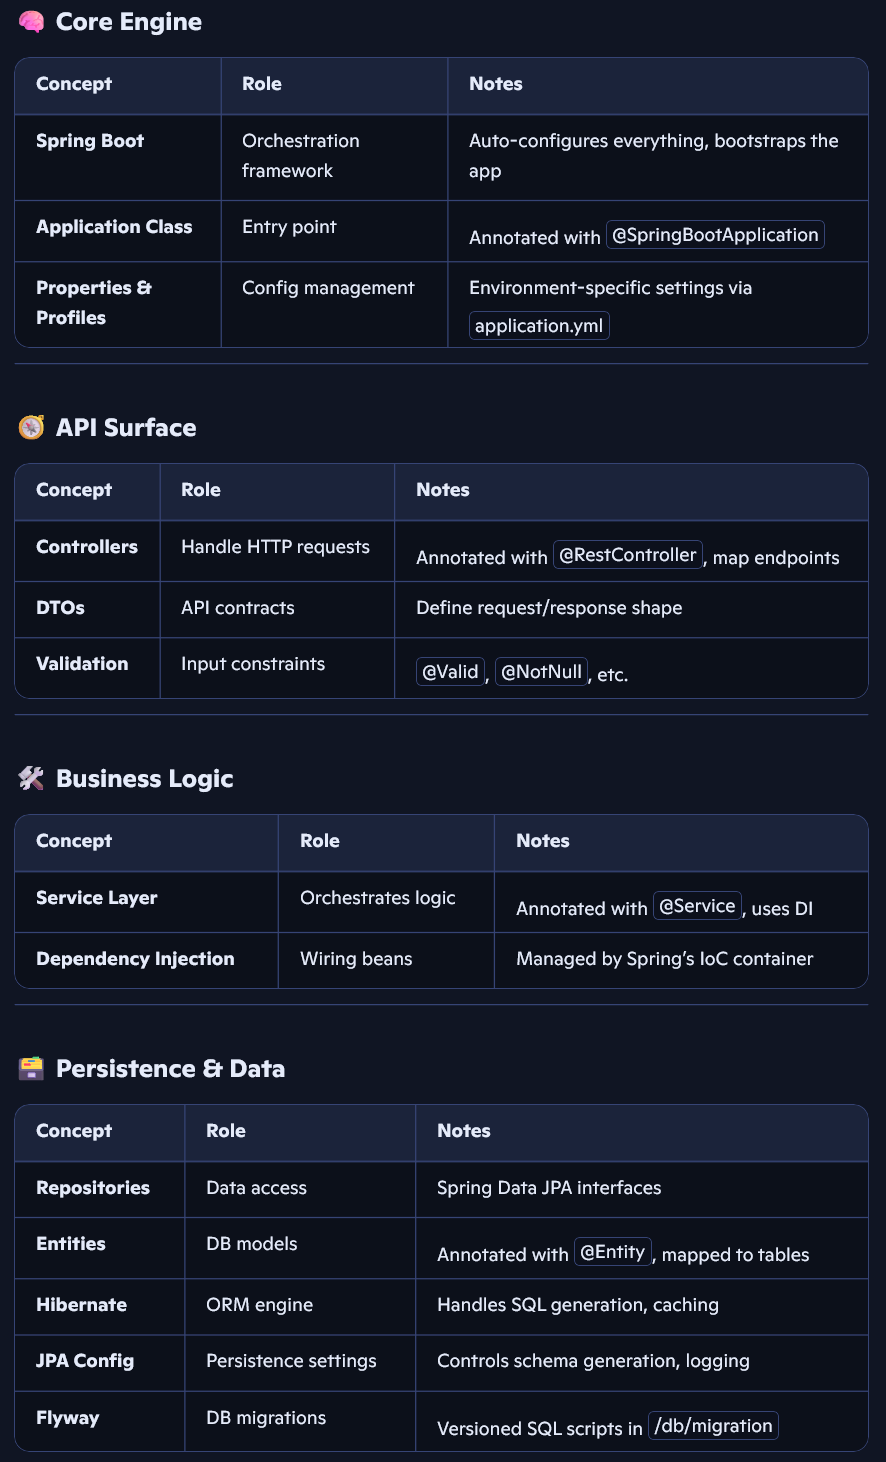 Core Engine
Concept Role Notes
Spring Boot Orchestration framework Auto-configures everything, bootstraps the app
Application Class Entry point Annotated with @SpringBootApplication
Properties & Profiles Config management Environment-specific settings via application.yml
API Surface
Concept Role Notes
Controllers Handle HTTP requests Annotated with @RestController, map endpoints
DTOs API contracts Define request/response shape
Validation Input constraints @Valid, @NotNull, etc.
Business Logic
Concept Role Notes
Service Layer Orchestrates logic Annotated with @Service, uses DI
Dependency Injection Wiring beans Managed by Spring’s IoC container
Persistence & Data
Concept Role Notes
Repositories Data access Spring Data JPA interfaces
Entities DB models Annotated with @Entity, mapped to tables
Hibernate ORM engine Handles SQL generation, caching
JPA Config Persistence settings Controls schema generation, logging
Flyway DB migrations Versioned SQL scripts in /db/migration